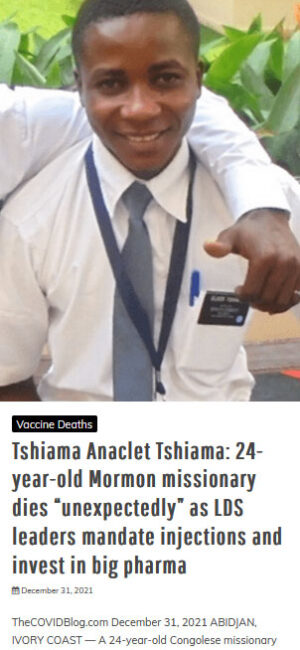 Vaccine Deaths
Tshiama Anaclet Tshiama: 24-
year-old Mormon missionary
dies "unexpectedly" as LDS
leaders mandate injections and
invest in big pharma
December 31, 2021
TheCOVIDBlog.com December 31, 2021 ABIDJAN,
IVORY COAST — A 24-year-old Congolese missionary